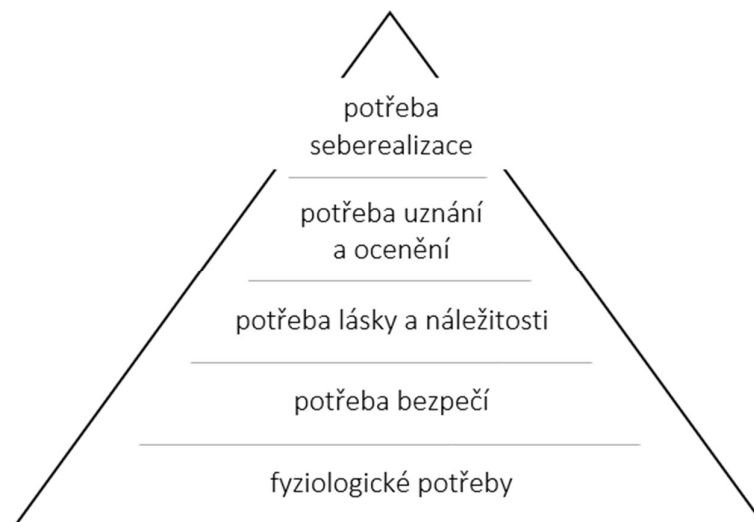 potřeba
seberealizace
potřeba uznání
a ocenění
potřeba lásky a náležitosti
potřeba bezpečí
fyziologické potřeby